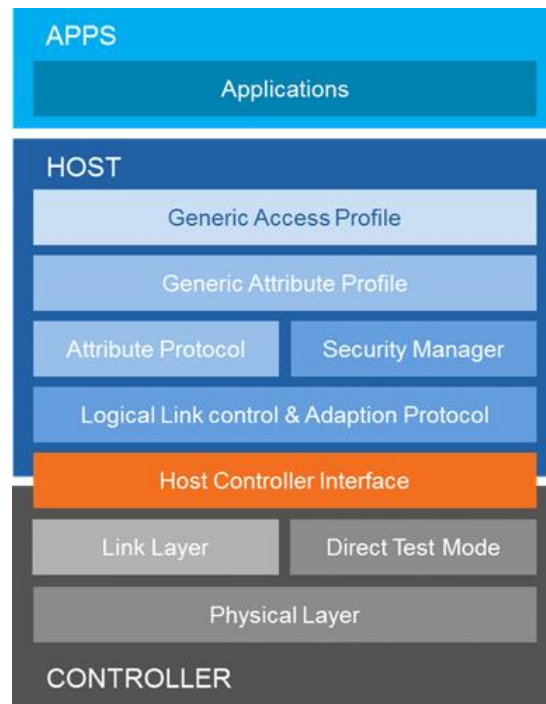 APPS
Applications
HOST
Generic Access Profile
Generic Attribute Profile
Attribute Protocol
Security Manager
Logical Link control & Adaption Protocol
Host Controller Interface
Link Layer
Direct Test Mode
Physical Layer
CONTROLLER